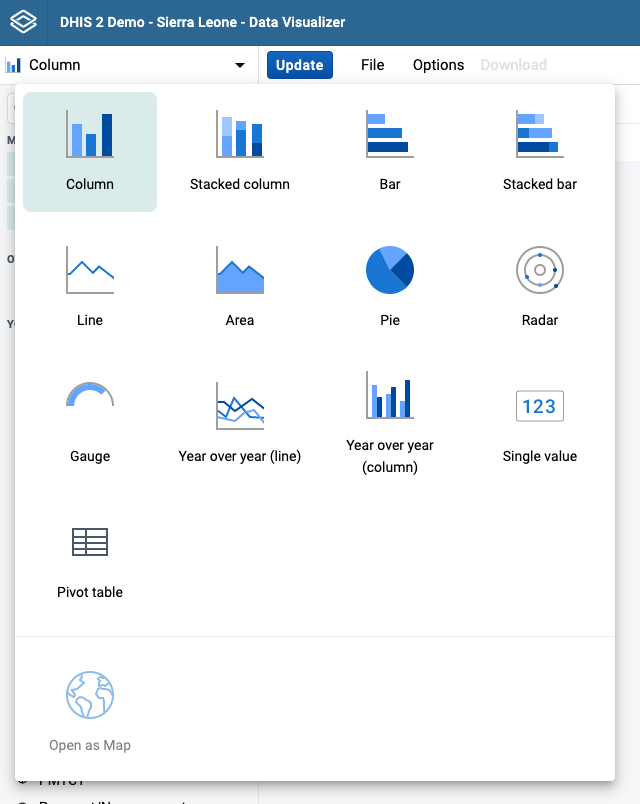 DHIS 2 Demo - Sierra Leone - Data Visualizer
Column
Update
File
Options
Download
Column
Stacked column
Bar
Stacked bar
Line
Area
Pie
Radar
Gauge
Year over year (line)
Year over year
(column)
123
Single value
Pivot table
Open as Map